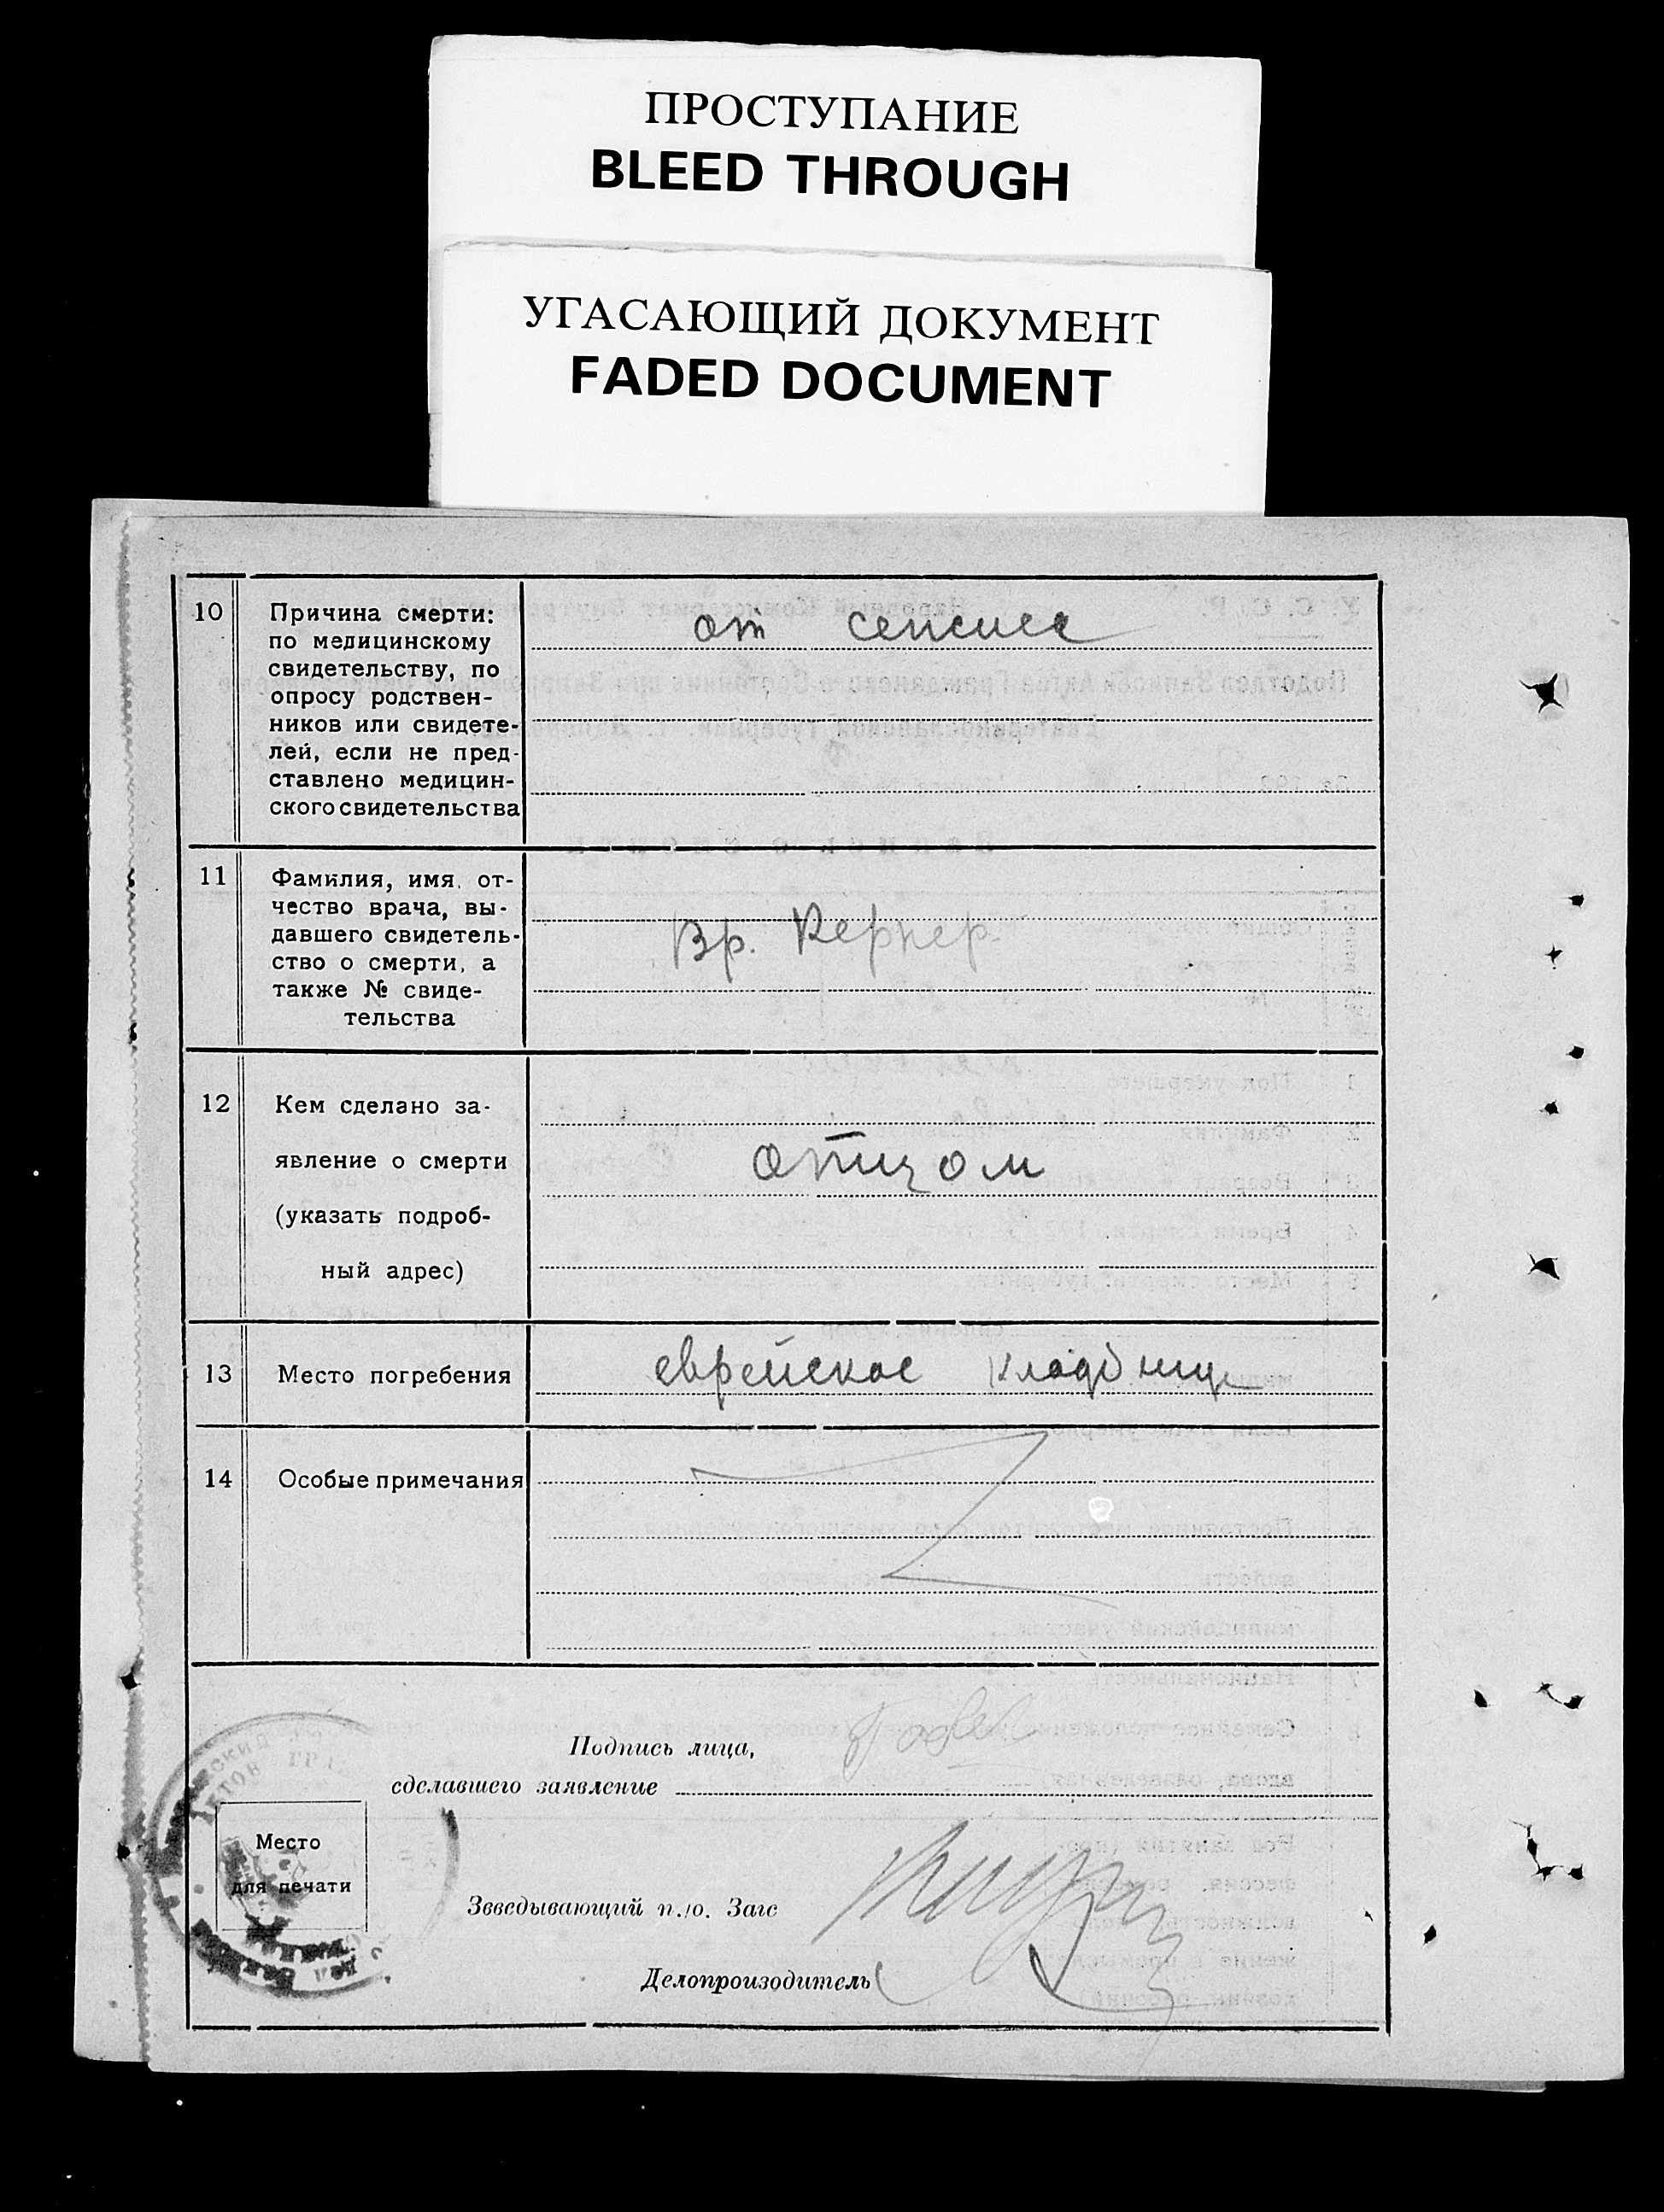 ПРОСТУПАНИЕ
BLEED THROUGH
УГАСАЮЩИЙ ДОКУМЕНТ
FADED DOCUMENT
10 Причина смерти: от сепсиса
по медицинскому
свидетельству, по
опросу родствен-
ников или свидете-
лей, если не пред-
ставлено медицин-
ского свидетельства
11 Фамилия, имя, от-
чество врача, вы-
давшего свидетель- Вр. Вернер
ство о смерти, а
также № свиде-
тельства
12 Кем сделано за-
явление о смерти отцом
(указать подроб-
ный адрес)
13 Место погребения еврейское кладбище
14 Особые примечания
Подпись лица,
сделавшего заявление
Место
для печати
Зввсдывающий п./о. Загс
Делопроизводитель